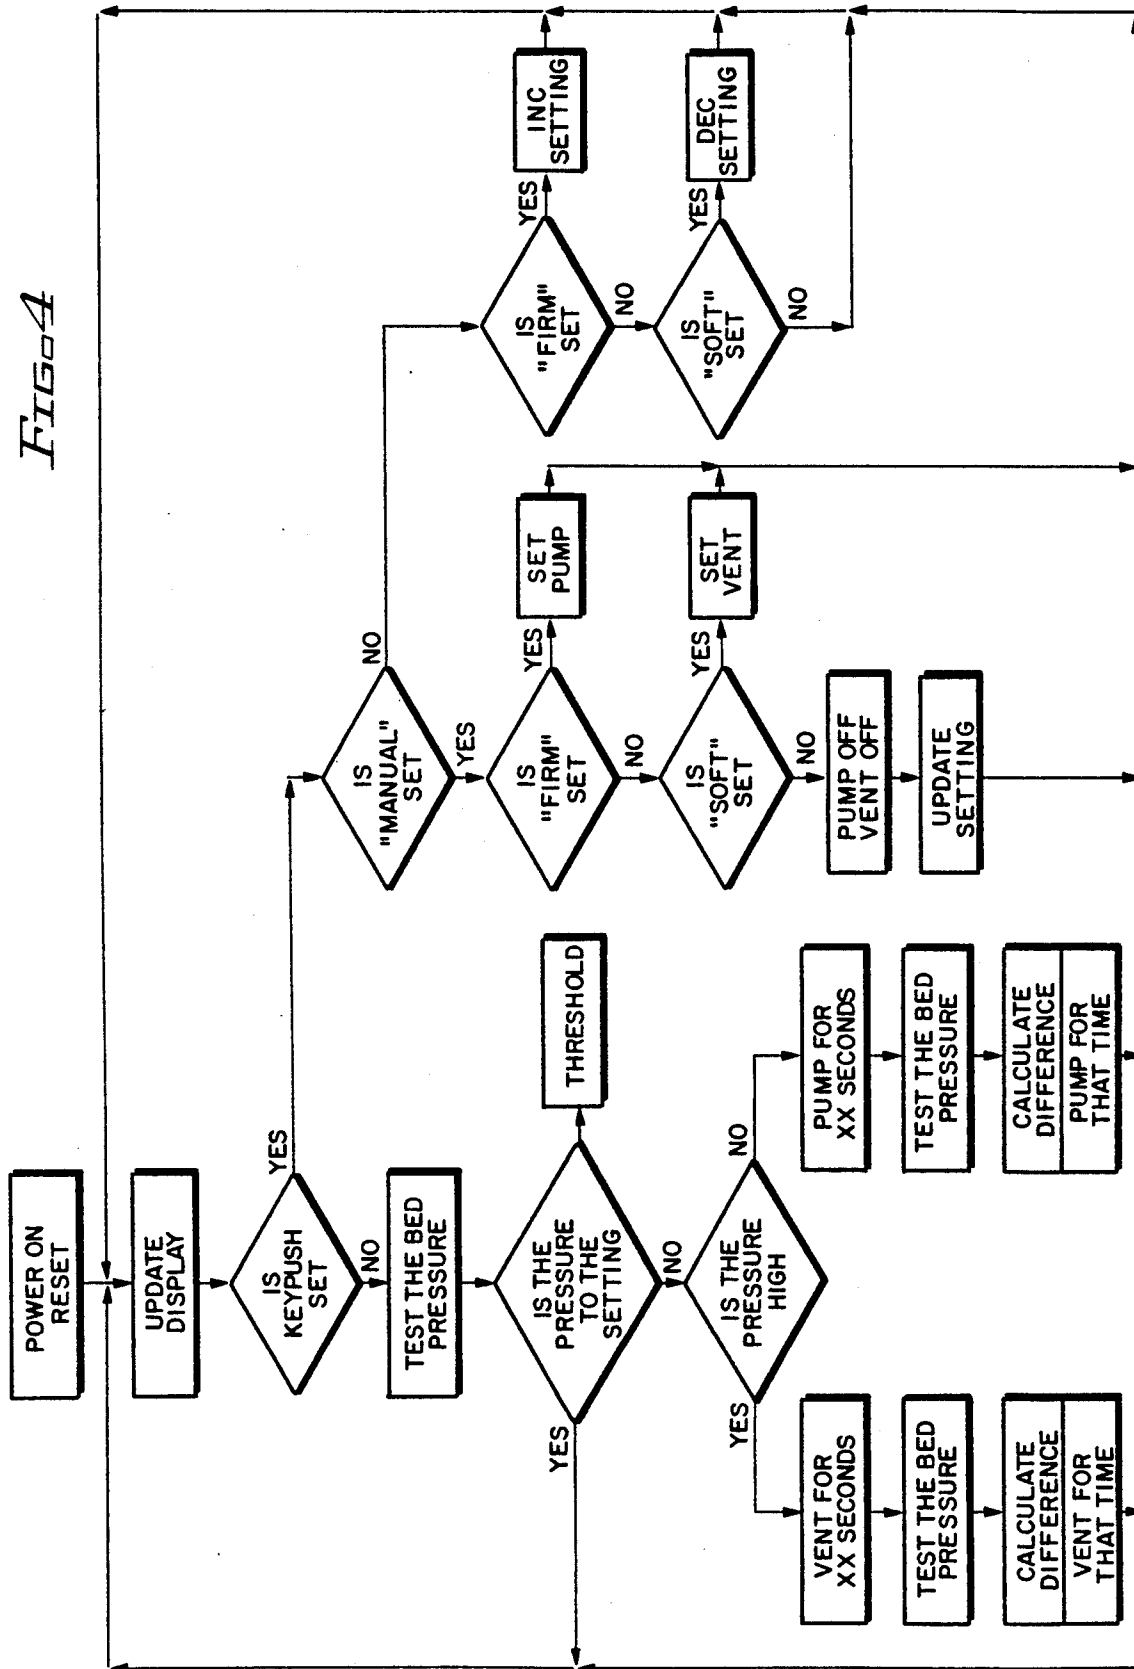 FIG. 4
POWER ON
RESET
UPDATE
DISPLAY
IS
KEYPUSH
SET
YES
NO
TEST THE BED
PRESSURE
IS THE
PRESSURE
TO THE
SETTING
YES
NO
THRESHOLD
IS THE
PRESSURE
HIGH
YES
NO
VENT FOR
XX SECONDS
TEST THE BED
PRESSURE
CALCULATE
DIFFERENCE
VENT FOR
THAT TIME
PUMP FOR
XX SECONDS
TEST THE BED
PRESSURE
CALCULATE
DIFFERENCE
PUMP FOR
THAT TIME
IS
"MANUAL"
SET
NO
YES
IS
"FIRM"
SET
YES
NO
SET
PUMP
IS
"SOFT"
SET
YES
NO
SET
VENT
PUMP OFF
VENT OFF
UPDATE
SETTING
IS
"FIRM"
SET
YES
NO
INC
SETTING
IS
"SOFT"
SET
YES
NO
DEC
SETTING